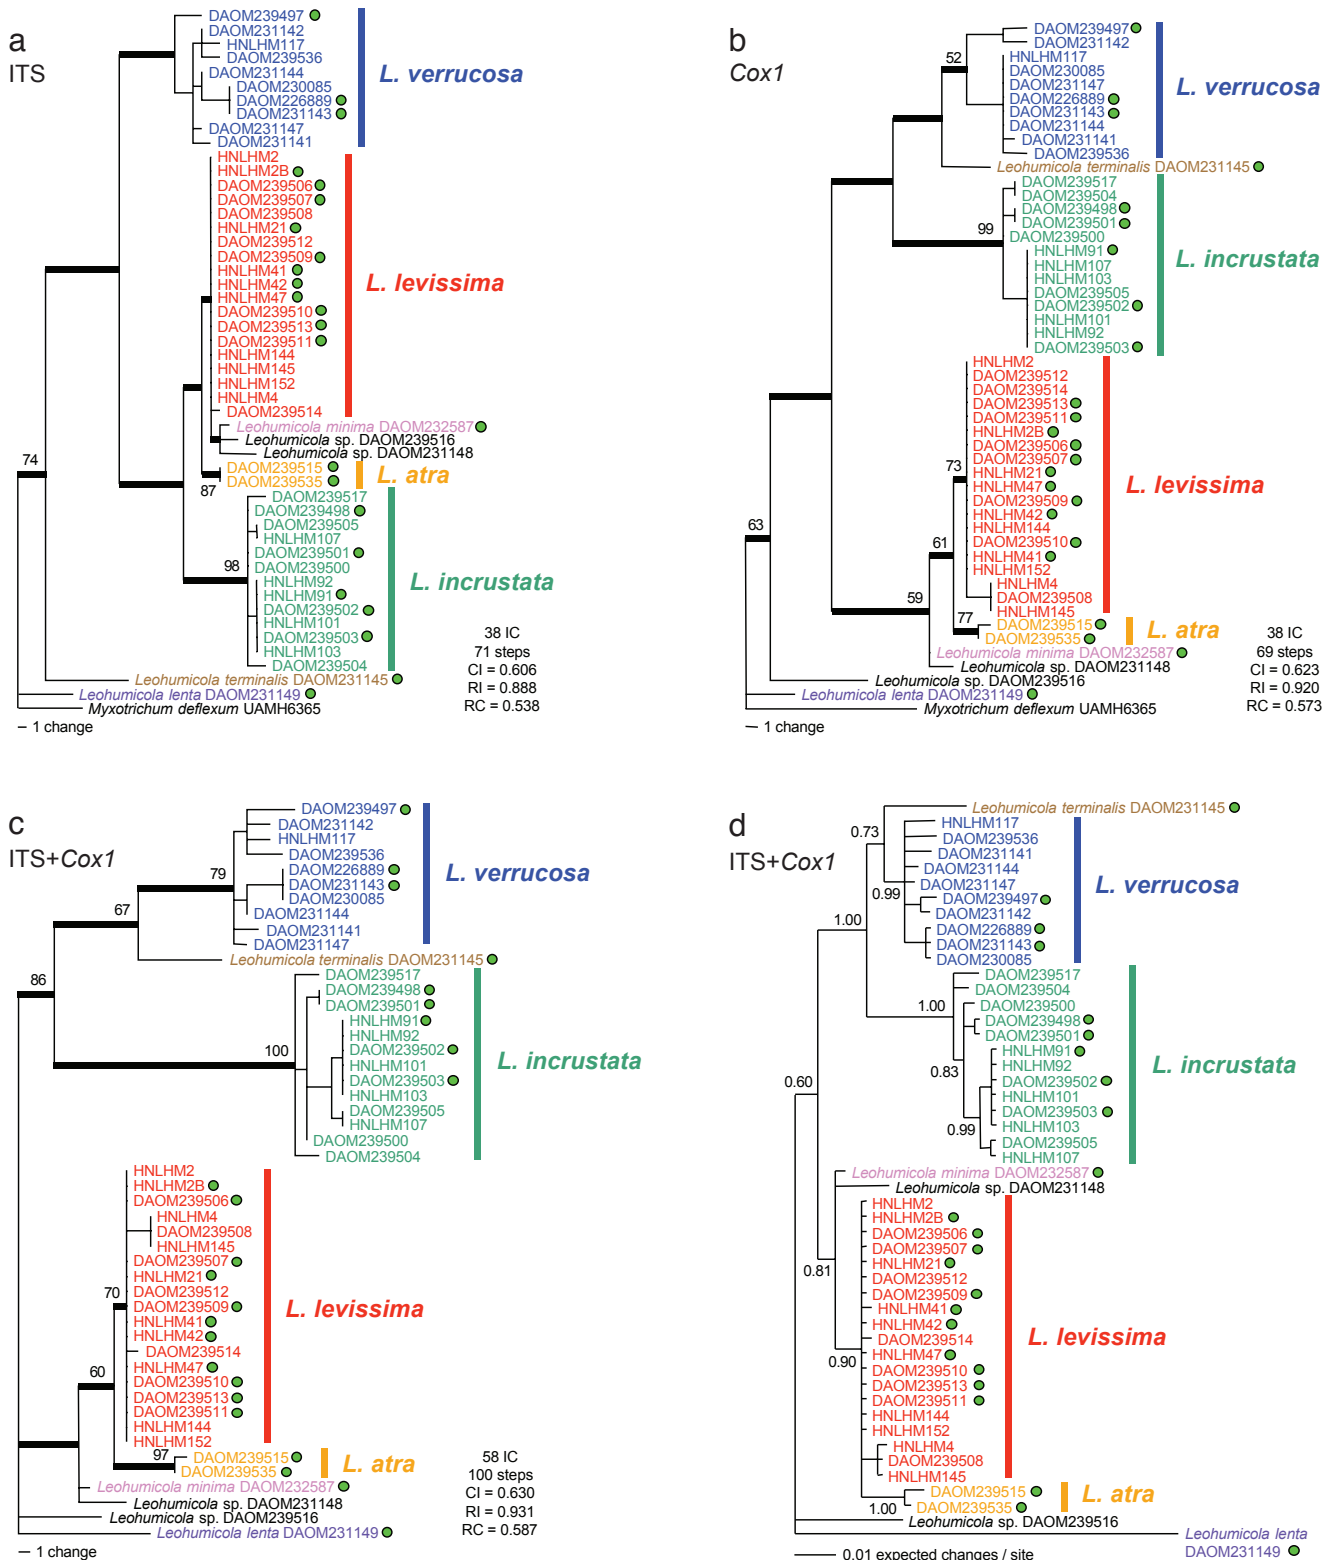 a
ITS
DAOM239497
DAOM231142
HNLHM117
DAOM239536
DAOM231144
DAOM230085
DAOM226889
DAOM231143
DAOM231147
DAOM231141
L. verrucosa
HNLHM2
HNLHM2B
DAOM239506
DAOM239507
DAOM239508
HNLHM21
DAOM239512
DAOM239509
HNLHM41
HNLHM42
HNLHM47
DAOM239510
DAOM239513
DAOM239511
HNLHM144
HNLHM145
HNLHM152
HNLHM4
DAOM239514
L. levissima
Leohumicola minima DAOM232587
Leohumicola sp. DAOM239516
Leohumicola sp. DAOM231148
DAOM239515
DAOM239535
L. atra
87
74
DAOM239517
DAOM239498
DAOM239505
HNLHM107
DAOM239501
DAOM239500
HNLHM92
HNLHM91
DAOM239502
HNLHM101
DAOM239503
HNLHM103
DAOM239504
98
L. incrustata
Leohumicola terminalis DAOM231145
Leohumicola lenta DAOM231149
Myxotrichum deflexum UAMH6365
1 change
38 IC
71 steps
CI = 0.606
RI = 0.888
RC = 0.538
b
Cox1
DAOM239497
DAOM231142
52
HNLHM117
DAOM230085
DAOM231147
DAOM226889
DAOM231143
DAOM231144
DAOM231141
DAOM239536
L. verrucosa
Leohumicola terminalis DAOM231145
DAOM239517
DAOM239504
DAOM239498
DAOM239501
99
DAOM239500
HNLHM91
HNLHM107
HNLHM103
DAOM239505
DAOM239502
HNLHM101
HNLHM92
DAOM239503
L. incrustata
HNLHM2
DAOM239512
DAOM239514
DAOM239513
DAOM239511
HNLHM2B
DAOM239506
DAOM239507
73
HNLHM21
HNLHM47
DAOM239509
HNLHM42
HNLHM144
DAOM239510
HNLHM41
HNLHM152
HNLHM4
DAOM239508
HNLHM145
L. levissima
63
61
59
77
DAOM239515
DAOM239535
L. atra
Leohumicola minima DAOM232587
Leohumicola sp. DAOM231148
Leohumicola sp. DAOM239516
Leohumicola lenta DAOM231149
Myxotrichum deflexum UAMH6365
1 change
38 IC
69 steps
CI = 0.623
RI = 0.920
RC = 0.573
c
ITS+Cox1
DAOM239497
DAOM231142
HNLHM117
DAOM239536
79
DAOM226889
DAOM231143
DAOM230085
DAOM231144
DAOM231141
DAOM231147
L. verrucosa
67
Leohumicola terminalis DAOM231145
86
DAOM239517
DAOM239498
DAOM239501
HNLHM91
HNLHM92
DAOM239502
HNLHM101
DAOM239503
HNLHM103
DAOM239505
HNLHM107
DAOM239500
DAOM239504
100
L. incrustata
HNLHM2
HNLHM2B
DAOM239506
HNLHM4
DAOM239508
HNLHM145
DAOM239507
HNLHM21
DAOM239512
DAOM239509
HNLHM41
HNLHM42
DAOM239514
HNLHM47
DAOM239510
DAOM239513
DAOM239511
HNLHM144
HNLHM152
70
L. levissima
60
97
DAOM239515
DAOM239535
L. atra
Leohumicola minima DAOM232587
Leohumicola sp. DAOM231148
Leohumicola sp. DAOM239516
Leohumicola lenta DAOM231149
1 change
58 IC
100 steps
CI = 0.630
RI = 0.931
RC = 0.587
d
ITS+Cox1
Leohumicola terminalis DAOM231145
0.73
HNLHM117
DAOM239536
DAOM231141
DAOM231144
DAOM231147
0.99
DAOM239497
DAOM231142
DAOM226889
DAOM231143
DAOM230085
L. verrucosa
1.00
DAOM239517
DAOM239504
DAOM239500
1.00
DAOM239498
DAOM239501
HNLHM91
HNLHM92
0.83
DAOM239502
HNLHM101
DAOM239503
HNLHM103
0.99
DAOM239505
HNLHM107
L. incrustata
0.60
Leohumicola minima DAOM232587
Leohumicola sp. DAOM231148
HNLHM2
HNLHM2B
DAOM239506
DAOM239507
HNLHM21
0.81
DAOM239512
DAOM239509
HNLHM41
HNLHM42
DAOM239514
HNLHM47
0.90
DAOM239510
DAOM239513
DAOM239511
HNLHM144
HNLHM152
HNLHM4
DAOM239508
HNLHM145
L. levissima
DAOM239515
1.00
DAOM239535
L. atra
Leohumicola sp. DAOM239516
Leohumicola lenta
DAOM231149
0.01 expected changes / site